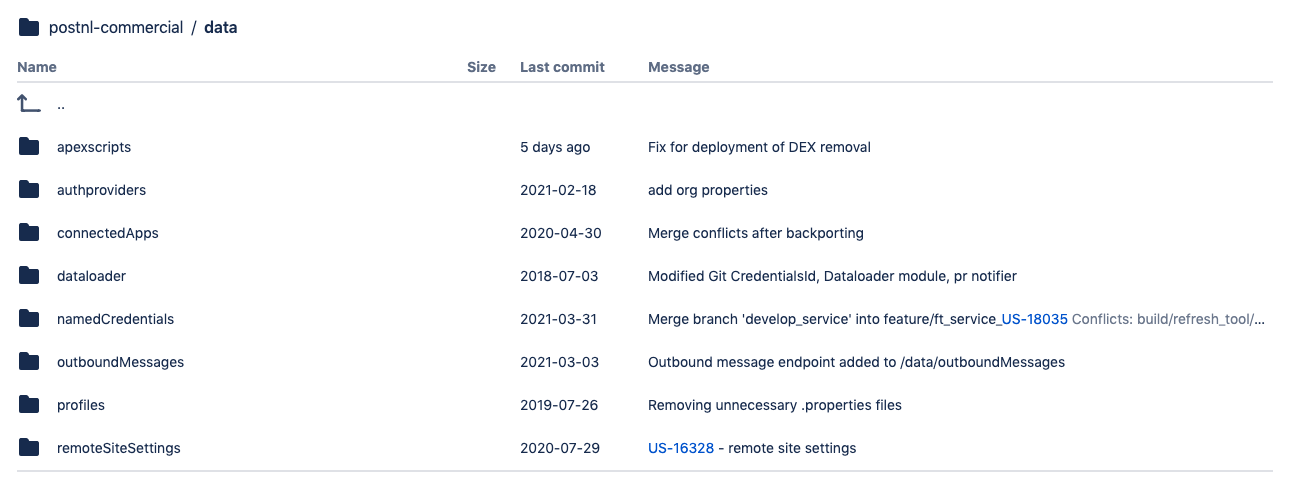 postnl-commercial / data
Name Size Last commit Message
..
apexscripts 5 days ago Fix for deployment of DEX removal
authproviders 2021-02-18 add org properties
connectedApps 2020-04-30 Merge conflicts after backporting
dataloader 2018-07-03 Modified Git CredentialsId, Dataloader module, pr notifier
namedCredentials 2021-03-31 Merge branch 'develop_service' into feature/ft_service_US-18035 Conflicts: build/refresh_tool/...
outboundMessages 2021-03-03 Outbound message endpoint added to /data/outboundMessages
profiles 2019-07-26 Removing unnecessary .properties files
remoteSiteSettings 2020-07-29 US-16328 - remote site settings